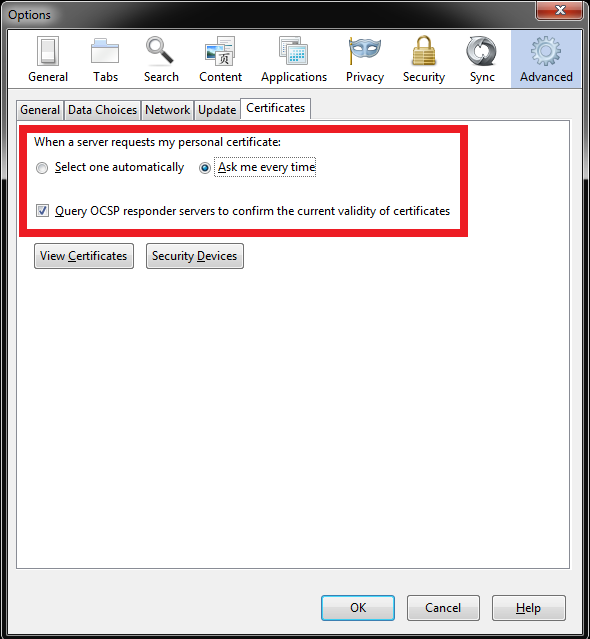 Options
General Tabs Search Content Applications Privacy Security Sync Advanced
General Data Choices Network Update Certificates
When a server requests my personal certificate:
Select one automatically Ask me every time
Query OCSP responder servers to confirm the current validity of certificates
View Certificates Security Devices
OK Cancel Help